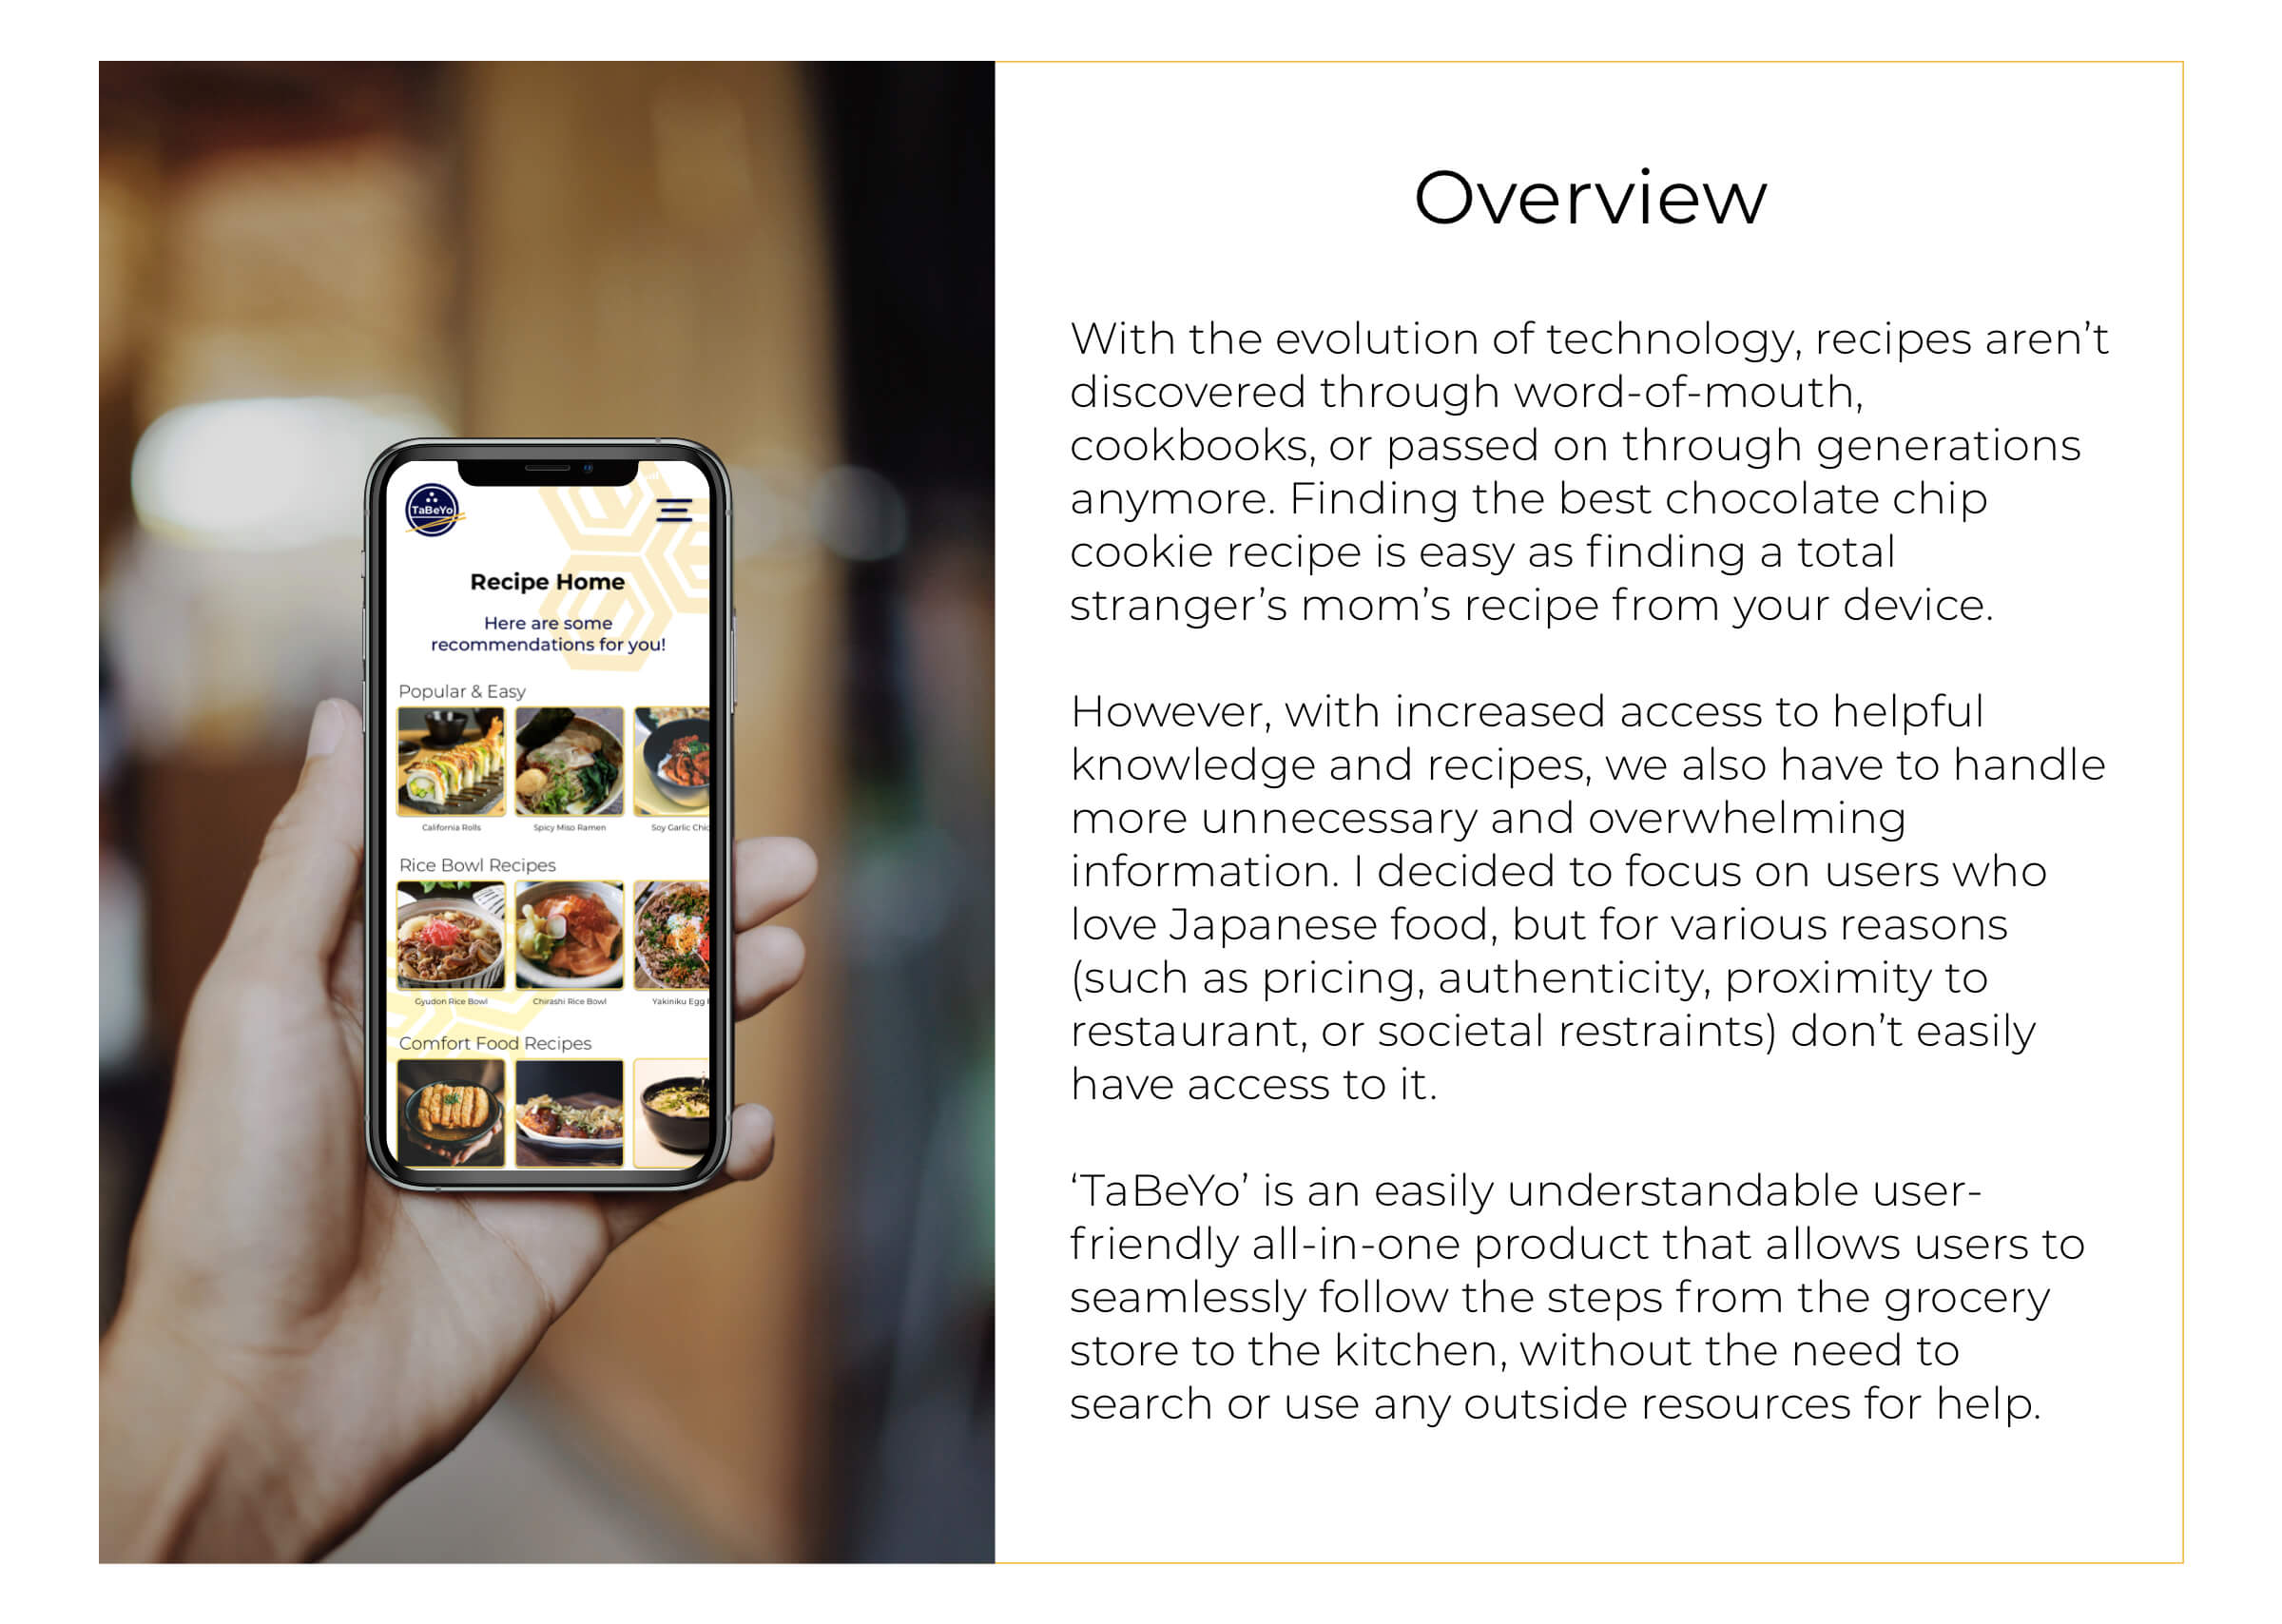 Overview
With the evolution of technology, recipes aren’t
discovered through word-of-mouth,
cookbooks, or passed on through generations
anymore. Finding the best chocolate chip
cookie recipe is easy as finding a total
stranger’s mom’s recipe from your device.
However, with increased access to helpful
knowledge and recipes, we also have to handle
more unnecessary and overwhelming
information. I decided to focus on users who
love Japanese food, but for various reasons
(such as pricing, authenticity, proximity to
restaurant, or societal restraints) don’t easily
have access to it.
‘TaBeYo’ is an easily understandable user-
friendly all-in-one product that allows users to
seamlessly follow the steps from the grocery
store to the kitchen, without the need to
search or use any outside resources for help.
TaBeYo
Recipe Home
Here are some
recommendations for you!
Popular & Easy
California Rolls Spicy Miso Ramen Soy Garlic Chic
Rice Bowl Recipes
Gyudon Rice Bowl Chirashi Rice Bowl Yakiniku Egg
Comfort Food Recipes